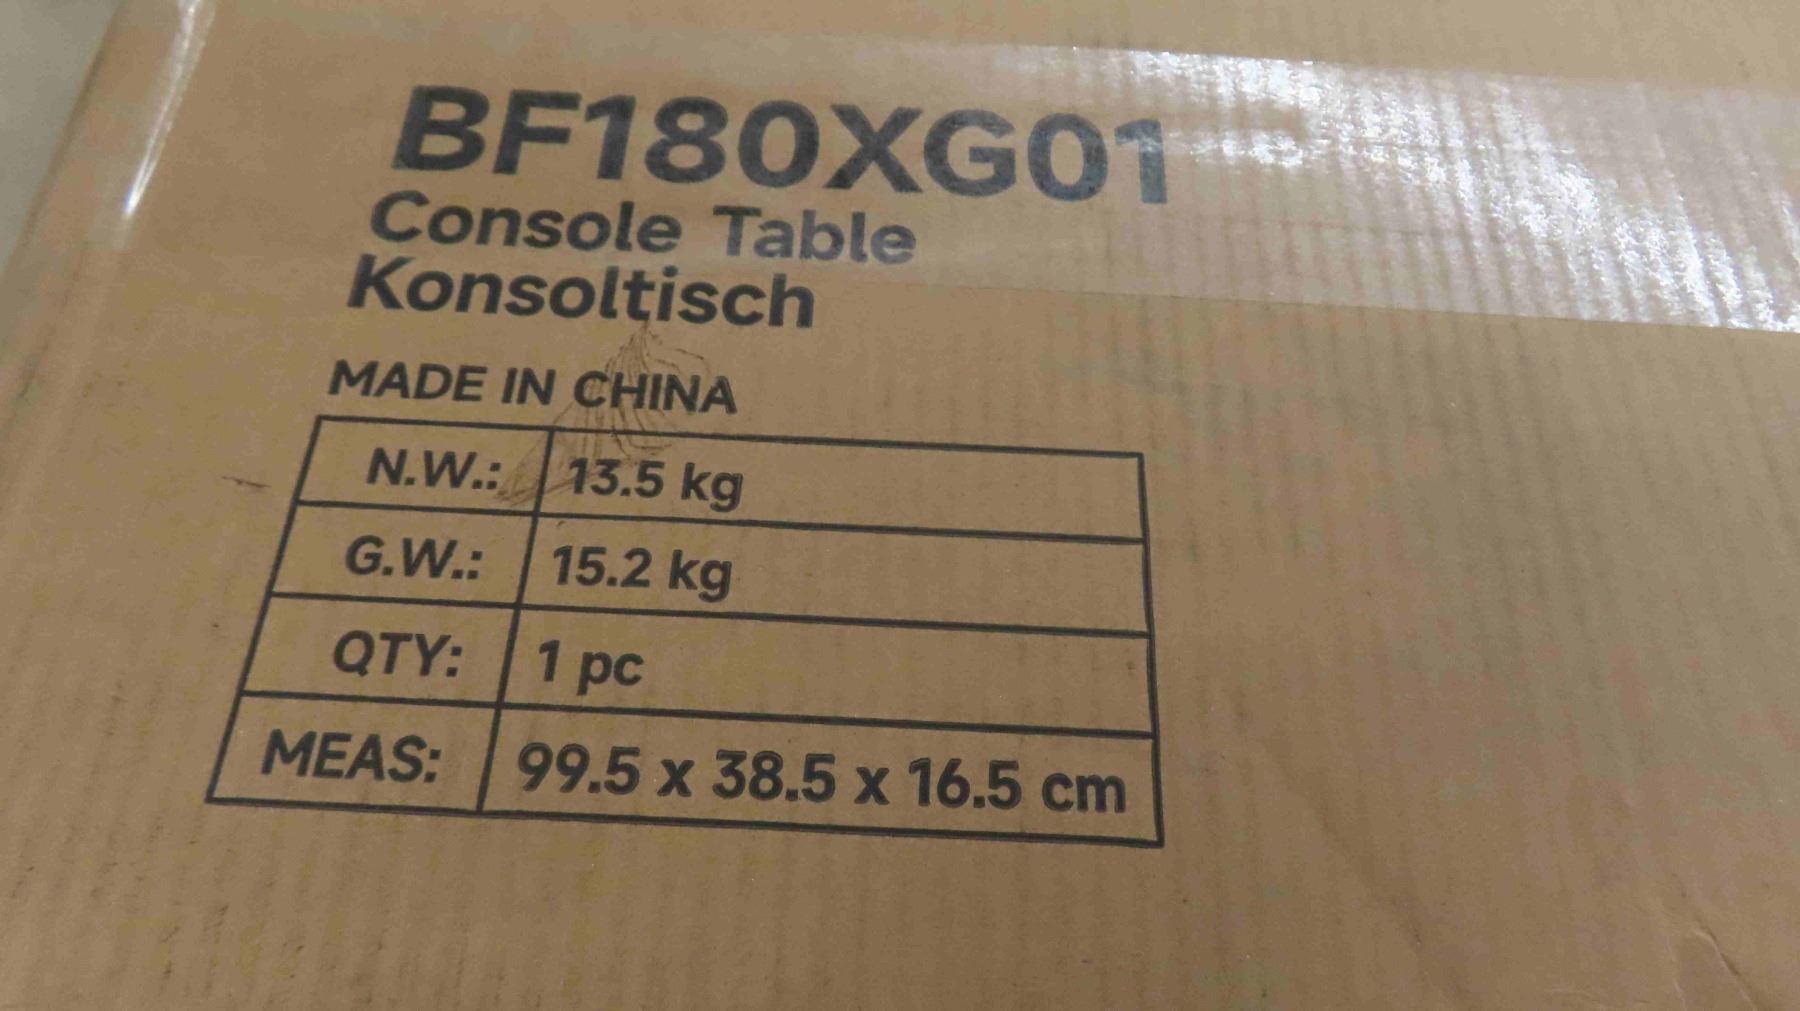 BF180XG01
Console Table
Konsoltisch
MADE IN CHINA
N.W.: 13.5 kg
G.W.: 15.2 kg
QTY: 1 pc
MEAS: 99.5 x 38.5 x 16.5 cm